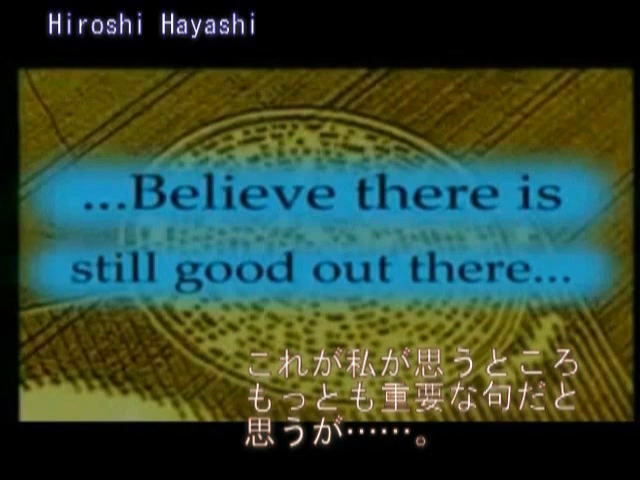 Hiroshi Hayashi
...Believe there is
still good out there...
これが私が思うところ
もっとも重要な句だと
思うが……。